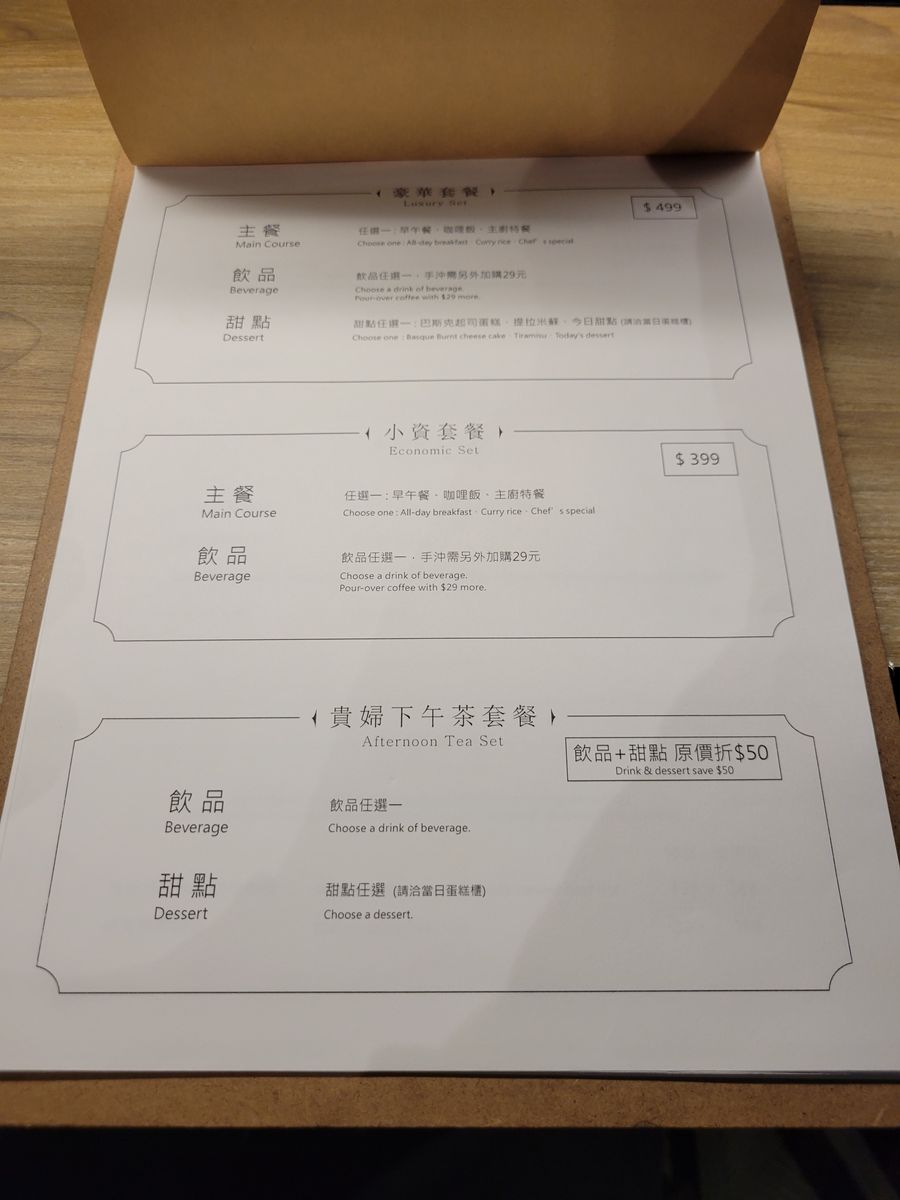 豪華套餐
Luxury Set
$ 499
主餐
Main Course
任選一:早午餐、咖哩飯、主廚特餐
Choose one : All-day breakfast、Curry rice、Chef’s special
飲品
Beverage
飲品任選一，手沖需另外加購29元
Choose a drink of beverage.
Pour-over coffee with $29 more.
甜點
Dessert
甜點任選一:巴斯克起司蛋糕、提拉米蘇、今日甜點 (請洽當日蛋糕櫃)
Choose one : Basque Burnt cheese cake、Tiramisu、Today's dessert
小資套餐
Economic Set
$ 399
主餐
Main Course
任選一:早午餐、咖哩飯、主廚特餐
Choose one : All-day breakfast、Curry rice、Chef’s special
飲品
Beverage
飲品任選一，手沖需另外加購29元
Choose a drink of beverage.
Pour-over coffee with $29 more.
貴婦下午茶套餐
Afternoon Tea Set
飲品+甜點 原價折$50
Drink & dessert save $50
飲品
Beverage
飲品任選一
Choose a drink of beverage.
甜點
Dessert
甜點任選 (請洽當日蛋糕櫃)
Choose a dessert.